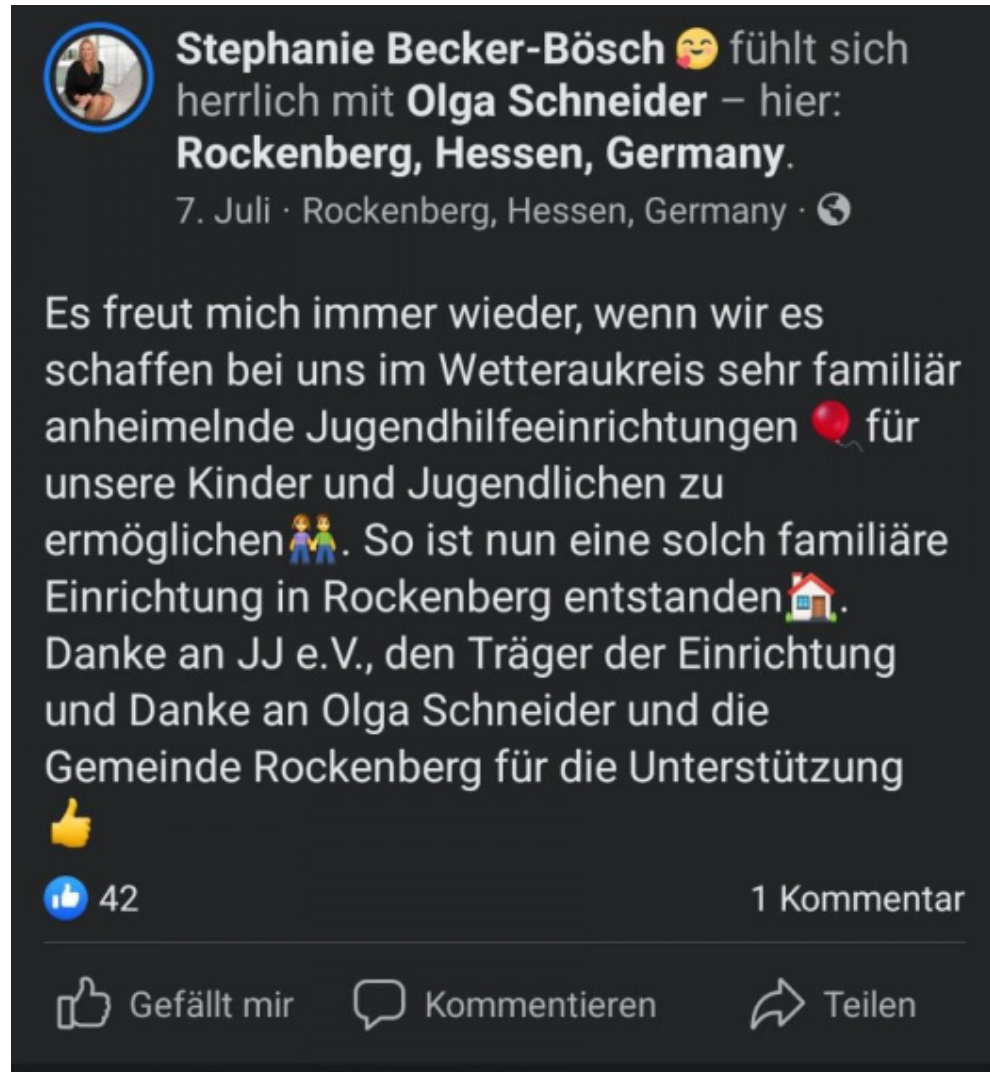 Stephanie Becker-Bösch 🥰 fühlt sich
herrlich mit Olga Schneider – hier:
Rockenberg, Hessen, Germany.
7. Juli · Rockenberg, Hessen, Germany ·
Es freut mich immer wieder, wenn wir es
schaffen bei uns im Wetteraukreis sehr familiär
anheimelnde Jugendhilfeeinrichtungen 🎈 für
unsere Kinder und Jugendlichen zu
ermöglichen👫. So ist nun eine solch familiäre
Einrichtung in Rockenberg entstanden🏠.
Danke an JJ e.V., den Träger der Einrichtung
und Danke an Olga Schneider und die
Gemeinde Rockenberg für die Unterstützung
👍
42 1 Kommentar
Gefällt mir Kommentieren Teilen